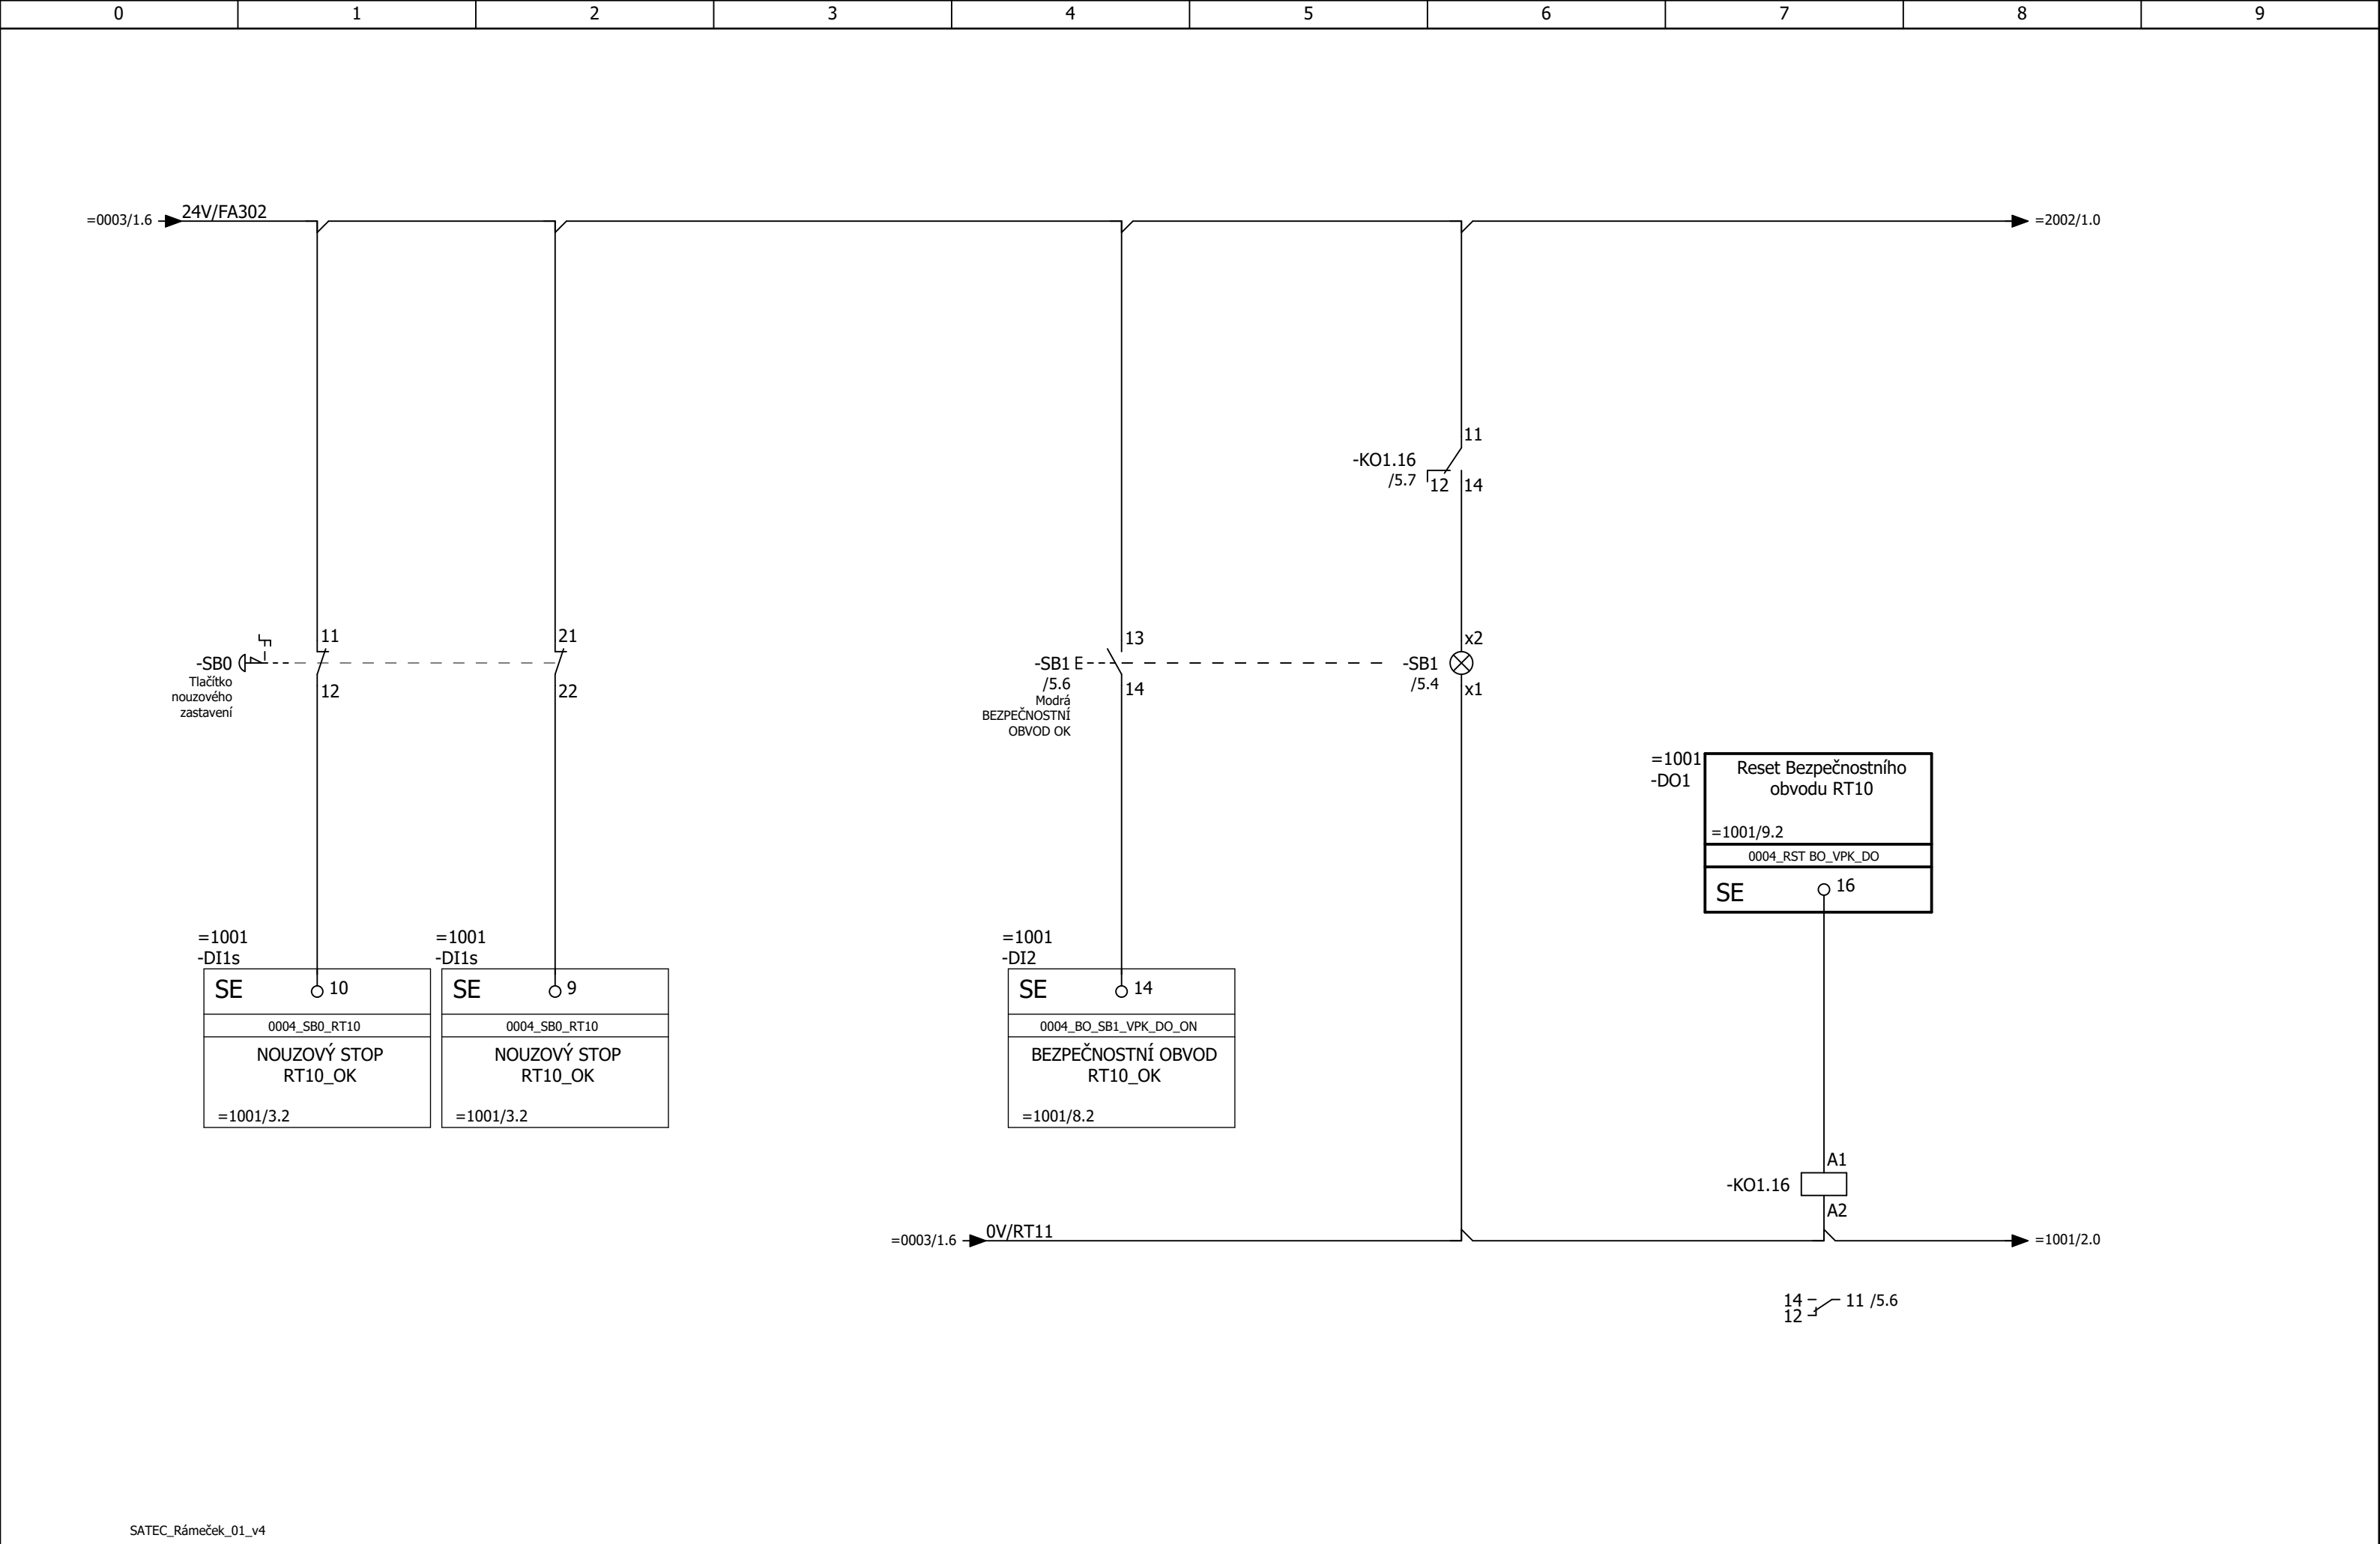 0 1 2 3 4 5 6 7 8 9
=0003/1.6 24V/FA302 =2002/1.0
11
-KO1.16
/5.7 12 14
-SB0 11 12
Tlačítko
nouzového
zastavení
21
22
-SB1 E 13 14
/5.6
Modrá
BEZPEČNOSTNÍ
OBVOD OK
-SB1 x2
/5.4 x1
=1001
-DO1
Reset Bezpečnostního
obvodu RT10
=1001/9.2
0004_RST BO_VPK_DO
SE 16
=1001
-DI1s
SE 10
0004_SB0_RT10
NOUZOVÝ STOP
RT10_OK
=1001/3.2
=1001
-DI1s
SE 9
0004_SB0_RT10
NOUZOVÝ STOP
RT10_OK
=1001/3.2
=1001
-DI2
SE 14
0004_BO_SB1_VPK_DO_ON
BEZPEČNOSTNÍ OBVOD
RT10_OK
=1001/8.2
A1
-KO1.16
A2
=0003/1.6 0V/RT11 =1001/2.0
14 11 /5.6
12
SATEC_Rámeček_01_v4